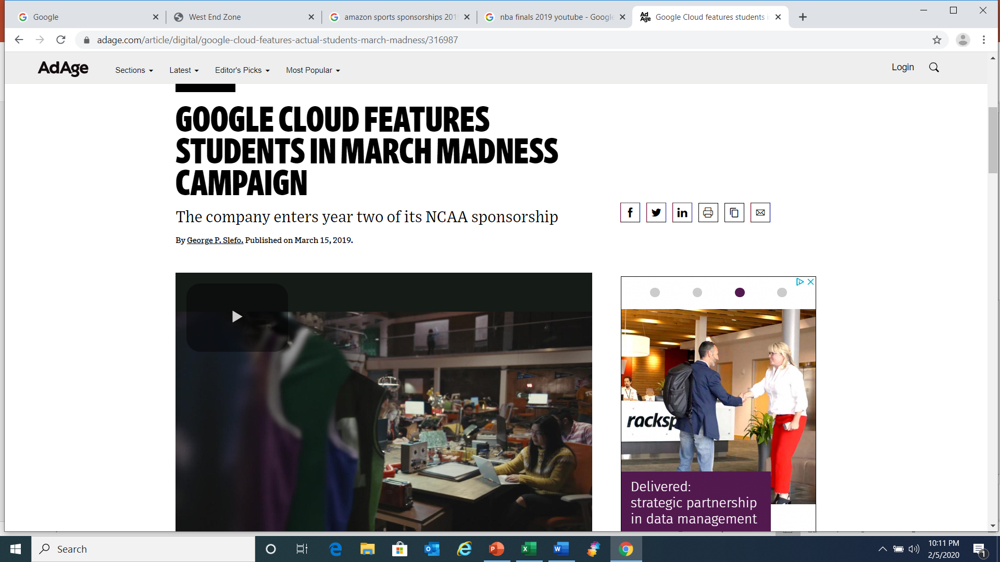 Google
West End Zone
amazon sports sponsorships 201
nba finals 2019 youtube - Google
Ad Age
Google Cloud features students i
adage.com/article/digital/google-cloud-features-actual-students-march-madness/316987
AdAge
Sections
Latest
Editor's Picks
Most Popular
Login
GOOGLE CLOUD FEATURES
STUDENTS IN MARCH MADNESS
CAMPAIGN
The company enters year two of its NCAA sponsorship
By George P. Slefo. Published on March 15, 2019.
racksp
Delivered:
strategic partnership
in data management
Search
10:11 PM
2/5/2020
1